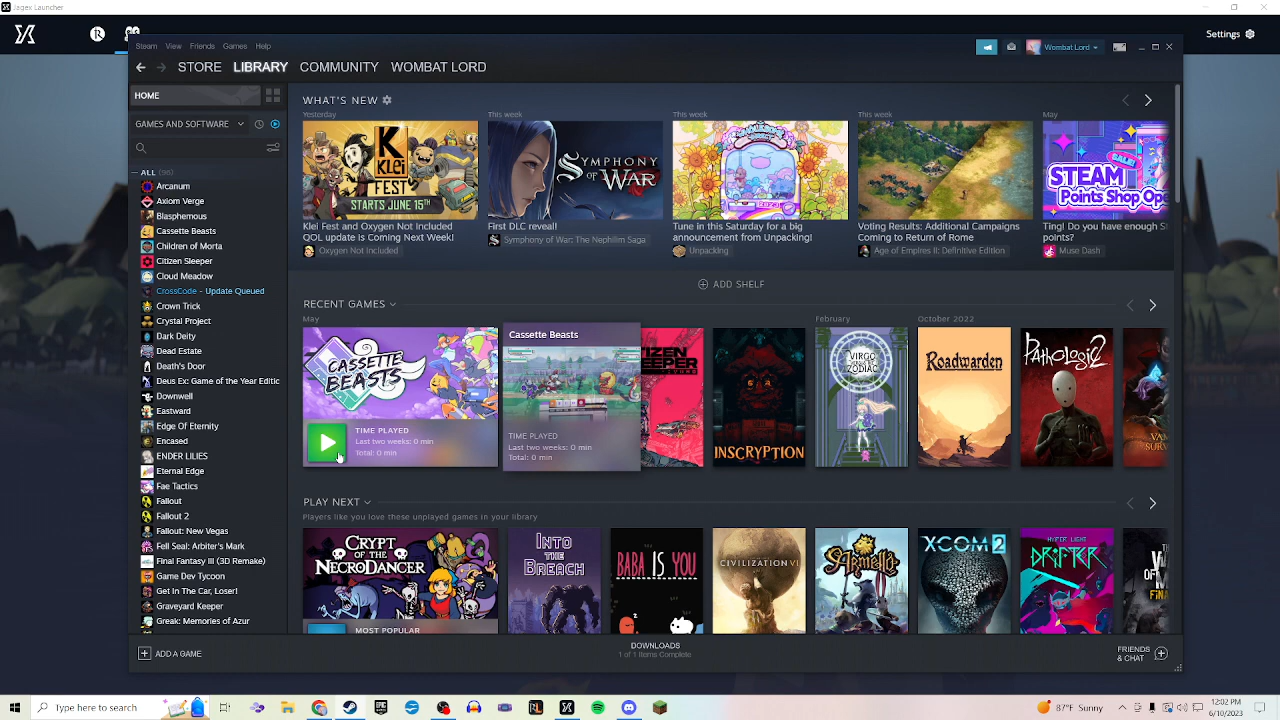 Jagex Launcher
Settings
Steam View Friends Games Help
Wombat Lord
STORE LIBRARY COMMUNITY WOMBAT LORD
HOME
GAMES AND SOFTWARE
ALL (96)
Arcanum
Axiom Verge
Blasphemous
Cassette Beasts
Children of Morta
Citizen Sleeper
Cloud Meadow
CrossCode - Update Queued
Crown Trick
Crystal Project
Dark Deity
Dead Estate
Death's Door
Deus Ex: Game of the Year Editic
Downwell
Eastward
Edge Of Eternity
Encased
ENDER LILIES
Eternal Edge
Fae Tactics
Fallout
Fallout 2
Fallout: New Vegas
Fell Seal: Arbiter's Mark
Final Fantasy III (3D Remake)
Game Dev Tycoon
Get In The Car, Loser!
Graveyard Keeper
Greak: Memories of Azur
ADD A GAME
WHAT'S NEW
Yesterday
KLEI FEST
STARTS JUNE 15TH
Klei Fest and Oxygen Not Included
QOL update is Coming Next Week!
Oxygen Not Included
This week
SYMPHONY
OF WAR
First DLC reveal!
Symphony of War: The Nephilim Saga
This week
Tune in this Saturday for a big
announcement from Unpacking!
Unpacking
This week
Voting Results: Additional Campaigns
Coming to Return of Rome
Age of Empires II: Definitive Edition
May
SALE
STEAM
Points Shop Ope
Ting! Do you have enough S
points?
Muse Dash
ADD SHELF
RECENT GAMES
May
CASSETTE
BEASTS
TIME PLAYED
Last two weeks: 0 min
Total: 0 min
Cassette Beasts
TIME PLAYED
Last two weeks: 0 min
Total: 0 min
INSCRYPTION
February
VIRGO
ZODIAC
October 2022
Roadwarden
Pathologic 2
PLAY NEXT
Players like you love these unplayed games in your library
CRYPT
OF THE
NECRODANCER
MOST POPULAR
INTO
THE
BREACH
BABA IS YOU
CIVILIZATION VI
Armello
XCOM 2
HYPER LIGHT
DRIFTER
DOWNLOADS
1 of 1 Items Complete
FRIENDS
& CHAT
Type here to search
87°F Sunny
12:02 PM
6/10/2023